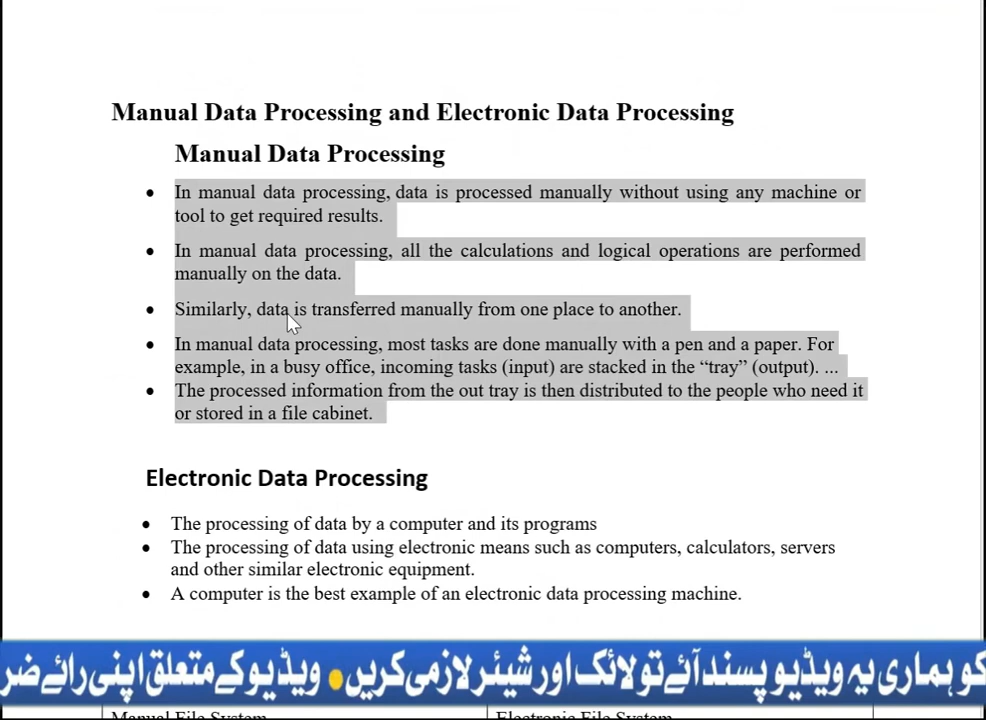 Manual Data Processing and Electronic Data Processing
Manual Data Processing
• In manual data processing, data is processed manually without using any machine or
tool to get required results.
• In manual data processing, all the calculations and logical operations are performed
manually on the data.
• Similarly, data is transferred manually from one place to another.
• In manual data processing, most tasks are done manually with a pen and a paper. For
example, in a busy office, incoming tasks (input) are stacked in the “tray” (output). ...
• The processed information from the out tray is then distributed to the people who need it
or stored in a file cabinet.
Electronic Data Processing
• The processing of data by a computer and its programs
• The processing of data using electronic means such as computers, calculators, servers
and other similar electronic equipment.
• A computer is the best example of an electronic data processing machine.
کو ہماری یہ ویڈیو پسند آئے تو لائک اور شیئر لازمی کریں ● ویڈیو کے متعلق اپنی رائے ضر
Manual File System Electronic File System